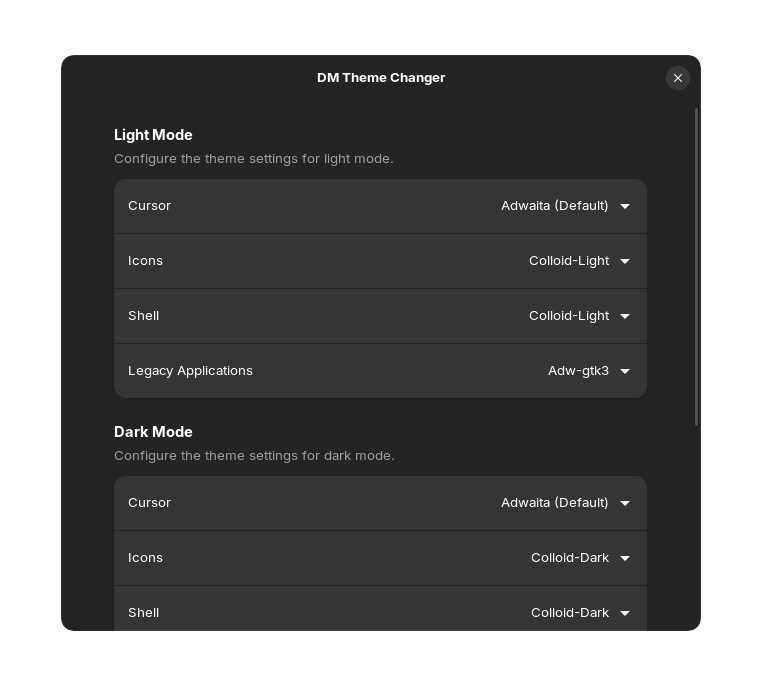 DM Theme Changer
Light Mode
Configure the theme settings for light mode.
Cursor Adwaita (Default)
Icons Colloid-Light
Shell Colloid-Light
Legacy Applications Adw-gtk3
Dark Mode
Configure the theme settings for dark mode.
Cursor Adwaita (Default)
Icons Colloid-Dark
Shell Colloid-Dark